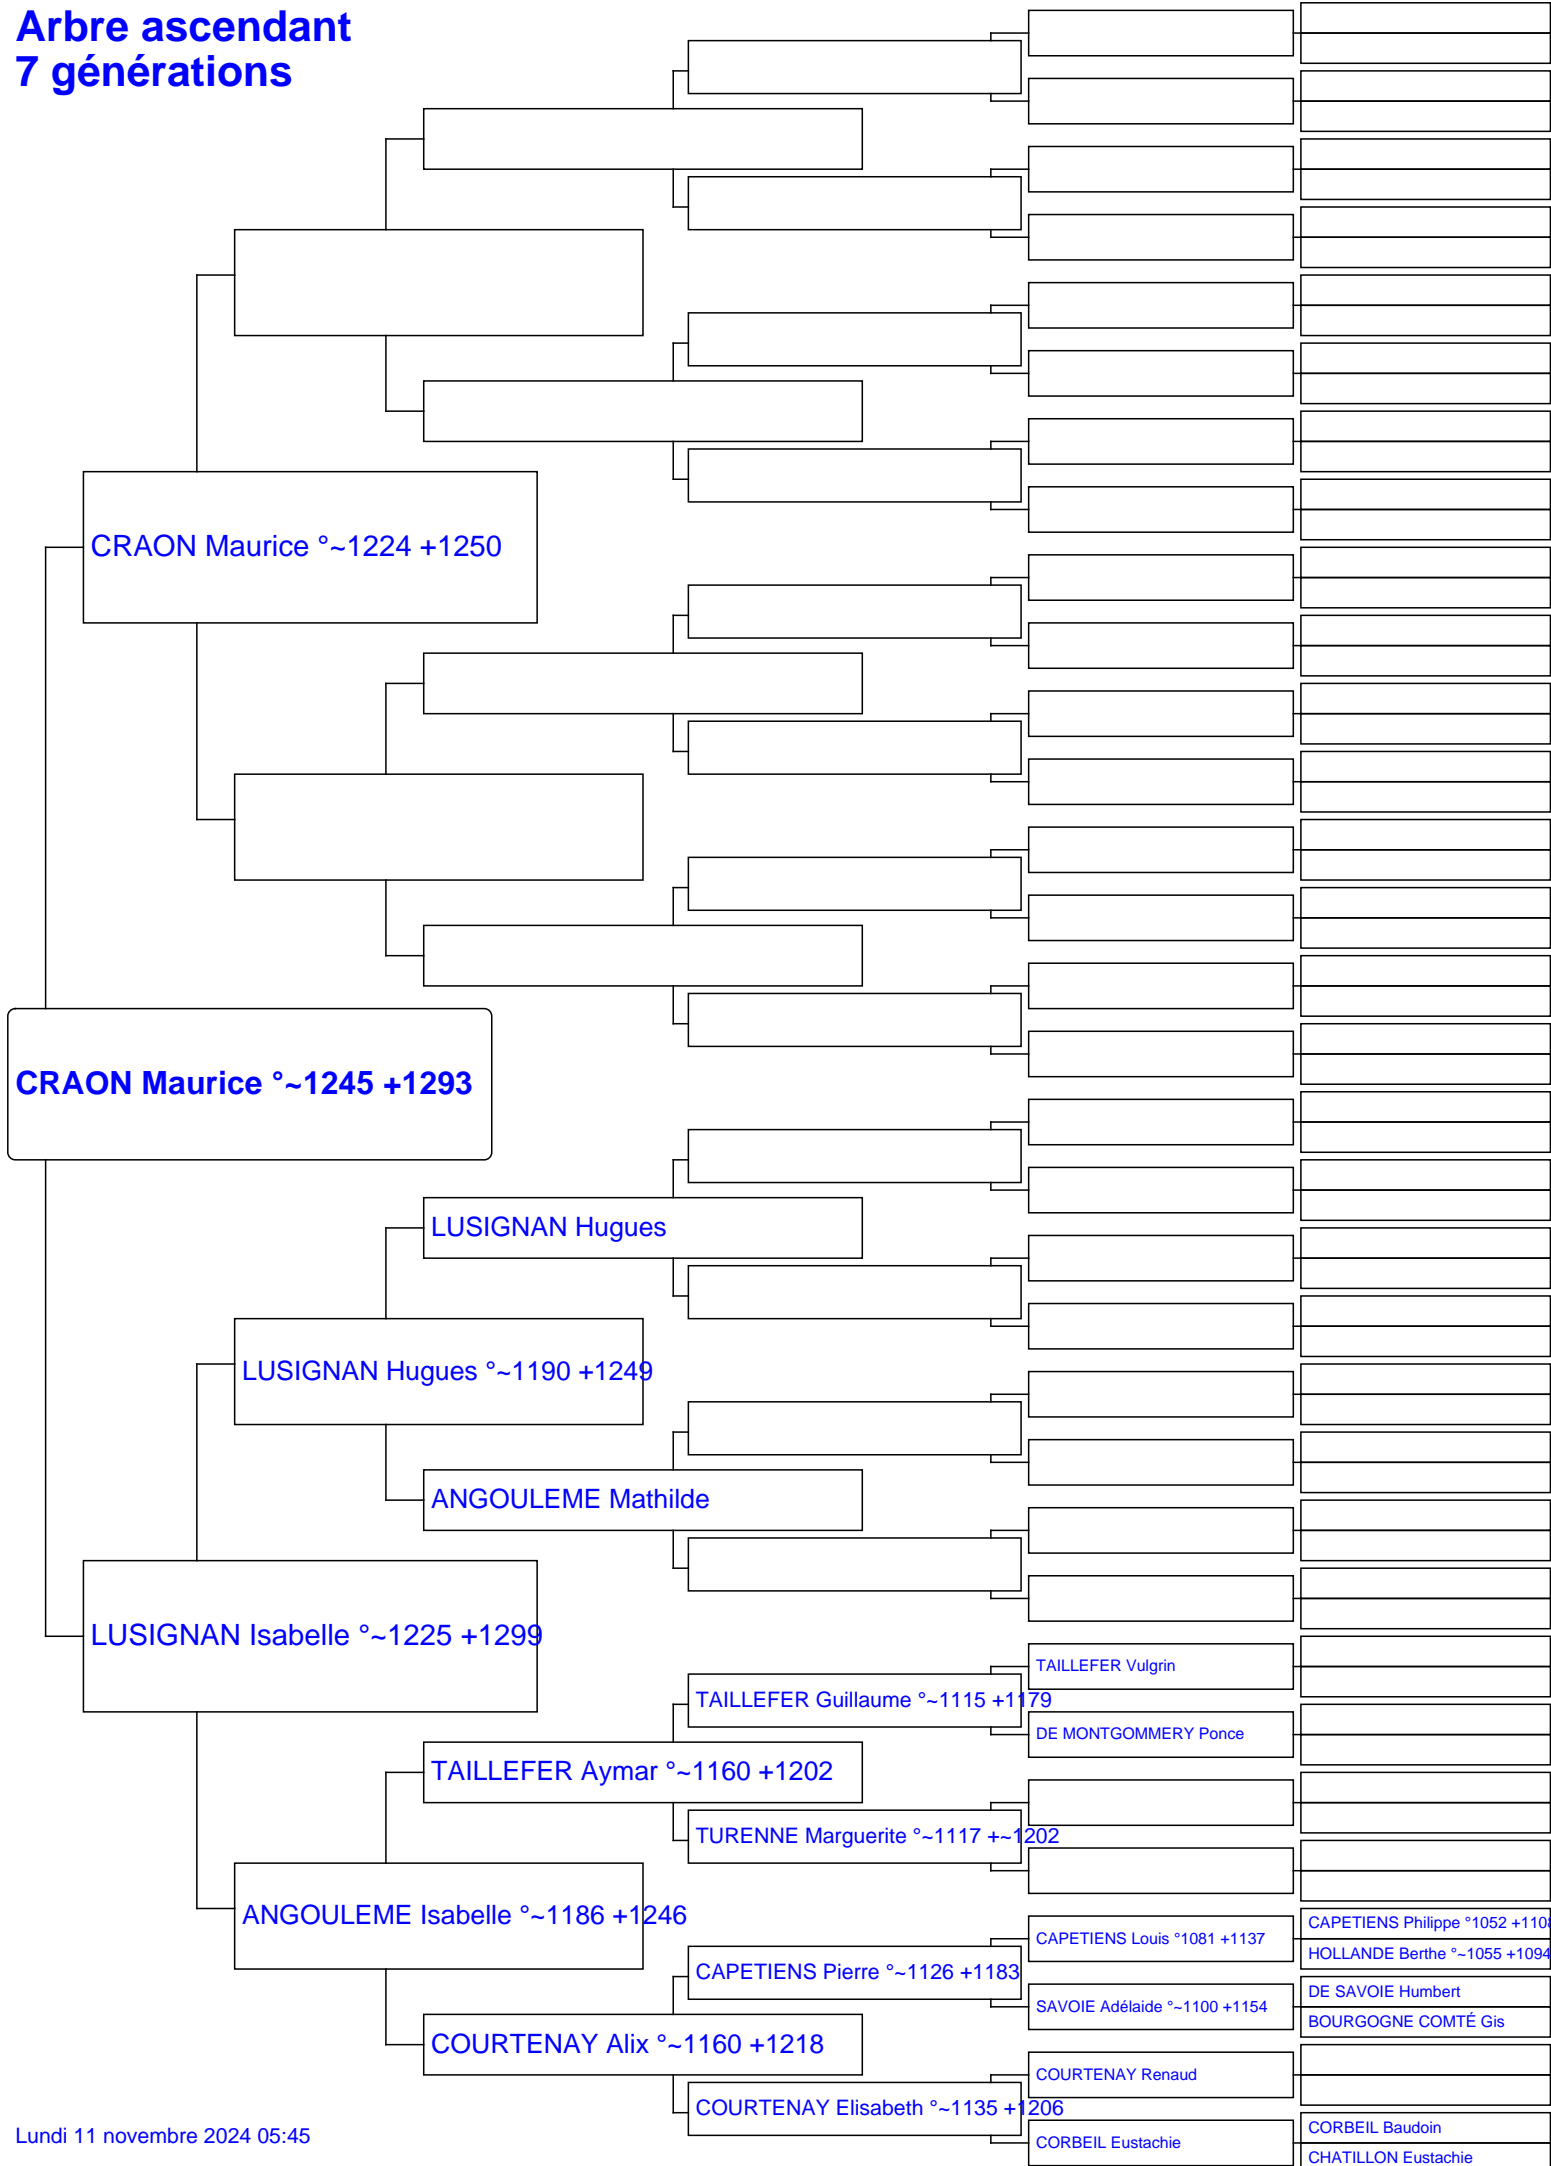 Arbre ascendant
7 générations
CRAON Maurice °~1224 +1250
CRAON Maurice °~1245 +1293
LUSIGNAN Hugues
LUSIGNAN Hugues °~1190 +1249
ANGOULEME Mathilde
LUSIGNAN Isabelle °~1225 +1299
TAILLEFER Vulgrin
TAILLEFER Guillaume °~1115 +1179
DE MONTGOMMERY Ponce
TAILLEFER Aymar °~1160 +1202
TURENNE Marguerite °~1117 +~1202
ANGOULEME Isabelle °~1186 +1246
CAPETIENS Philippe °1052 +1108
CAPETIENS Louis °1081 +1137
HOLLANDE Berthe °~1055 +1094
CAPETIENS Pierre °~1126 +1183
DE SAVOIE Humbert
SAVOIE Adélaide °~1100 +1154
BOURGOGNE COMTÉ Gis
COURTENAY Alix °~1160 +1218
COURTENAY Renaud
COURTENAY Elisabeth °~1135 +1206
CORBEIL Baudoin
CORBEIL Eustachie
CHATILLON Eustachie
Lundi 11 novembre 2024 05:45